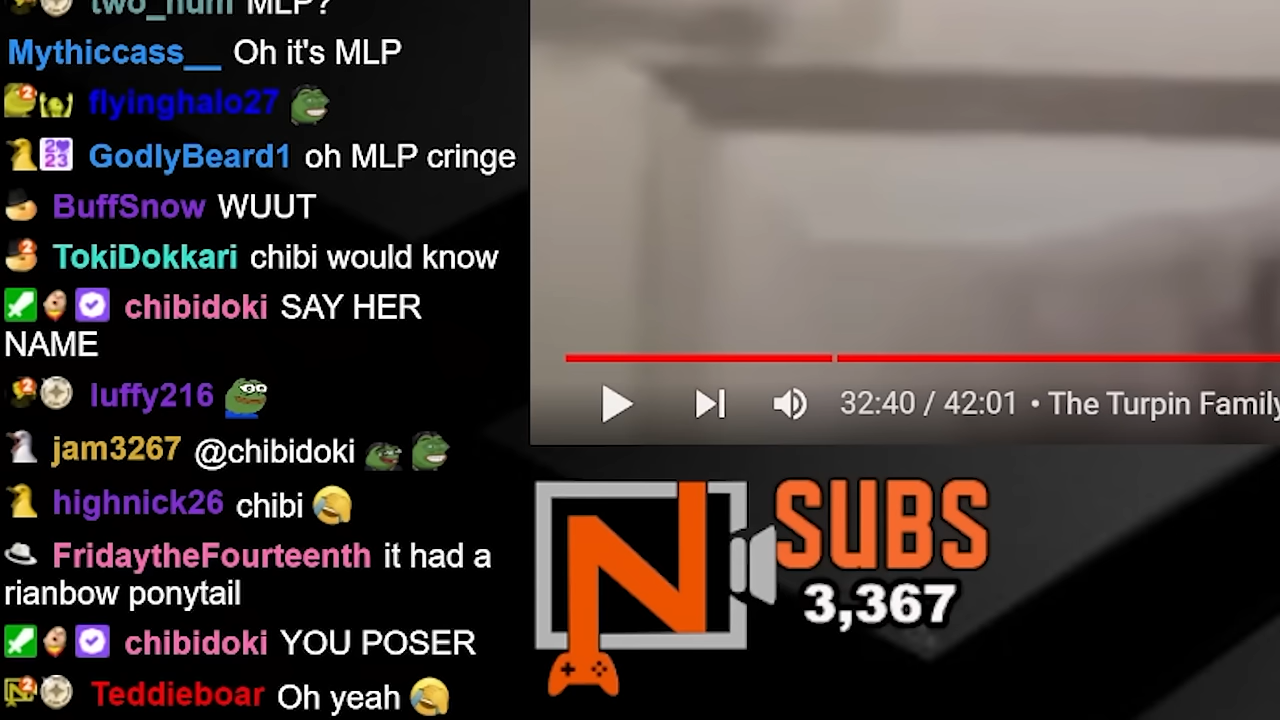 two_hum MLP?
Mythiccass__ Oh it's MLP
flyinghalo27
GodlyBeard1 oh MLP cringe
BuffSnow WUUT
TokiDokkari chibi would know
chibidoki SAY HER
NAME
luffy216
jam3267 @chibidoki
highnick26 chibi
FridaytheFourteenth it had a
rianbow ponytail
chibidoki YOU POSER
Teddieboar Oh yeah
32:40 / 42:01 • The Turpin Family
N SUBS
3,367